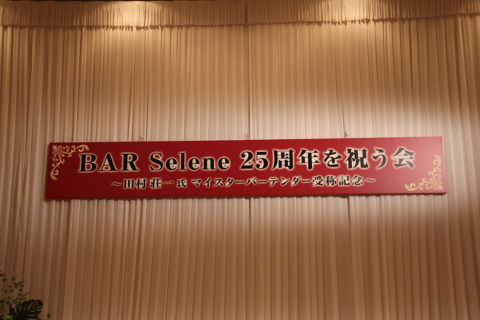 BAR Selene 25周年を祝う会
～田村 荘一 氏 マイスターバーテンダー受称記念～